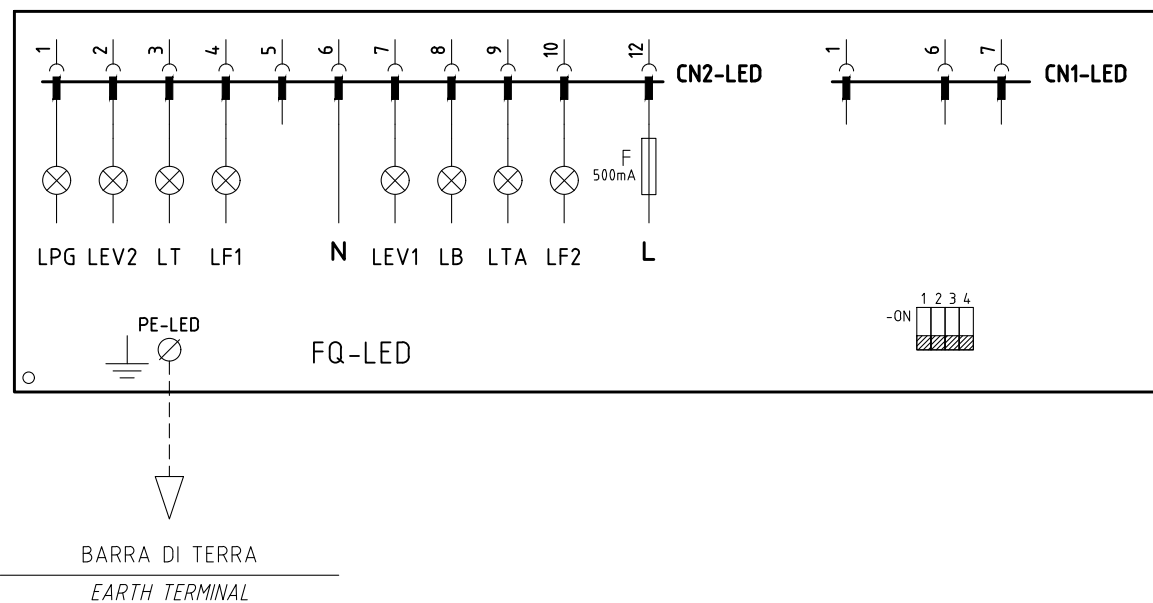 1 2 3 4 5 6 7 8 9 10 12 CN2-LED
1 6 7 CN1-LED
F
500mA
LPG LEV2 LT LF1 N LEV1 LB LTA LF2 L
1 2 3 4
-ON
PE-LED
FQ-LED
BARRA DI TERRA
EARTH TERMINAL